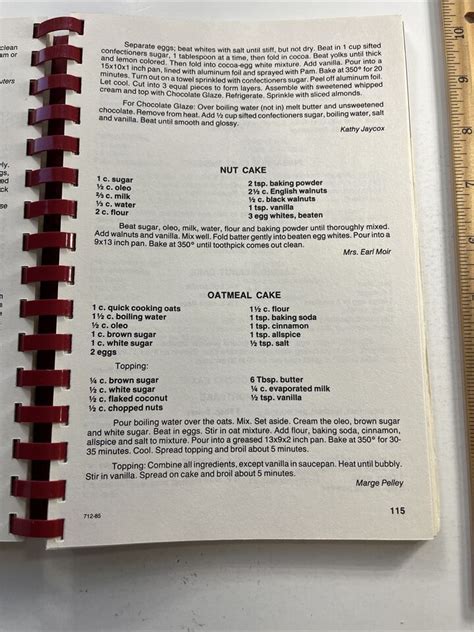 clean
am or
uters
Separate eggs; beat whites with salt until stiff, but not dry. Beat in 1 cup sifted
confectioners sugar, 1 tablespoon at a time, then fold in cocoa. Beat yolks until thick
and lemon colored. Then fold into cocoa-egg white mixture. Add vanilla. Pour into a
15x10x1 inch pan, lined with aluminum foil and sprayed with Pam. Bake at 350° for 20
minutes. Turn out on a towel sprinkled with confectioners sugar. Peel off aluminum foil.
Let cool. Cut into 3 equal pieces to form layers. Assemble with sweetened whipped
cream and top with Chocolate Glaze. Refrigerate. Sprinkle with sliced almonds.
For Chocolate Glaze: Over boiling water (not in) melt butter and unsweetened
chocolate. Remove from heat. Add ½ cup sifted confectioners sugar, boiling water, salt
and vanilla. Beat until smooth and glossy.
Kathy Jaycox
NUT CAKE
1 c. sugar
½ c. oleo
⅔ c. milk
⅓ c. water
2 c. flour
2 tsp. baking powder
2½ c. English walnuts
½ c. black walnuts
1 tsp. vanilla
3 egg whites, beaten
Beat sugar, oleo, milk, water, flour and baking powder until thoroughly mixed.
Add walnuts and vanilla. Mix well. Fold batter gently into beaten egg whites. Pour into a
9x13 inch pan. Bake at 350° until toothpick comes out clean.
Mrs. Earl Moir
OATMEAL CAKE
1 c. quick cooking oats
1½ c. boiling water
½ c. oleo
1 c. brown sugar
1 c. white sugar
2 eggs
1½ c. flour
1 tsp. baking soda
1 tsp. cinnamon
1 tsp. allspice
½ tsp. salt
Topping:
¼ c. brown sugar
½ c. white sugar
½ c. flaked coconut
½ c. chopped nuts
6 Tbsp. butter
¼ c. evaporated milk
½ tsp. vanilla
Pour boiling water over the oats. Mix. Set aside. Cream the oleo, brown sugar
and white sugar. Beat in eggs. Stir in oat mixture. Add flour, baking soda, cinnamon,
allspice and salt to mixture. Pour into a greased 13x9x2 inch pan. Bake at 350° for 30-
35 minutes. Cool. Spread topping and broil about 5 minutes.
Topping: Combine all ingredients, except vanilla in saucepan. Heat until bubbly.
Stir in vanilla. Spread on cake and broil about 5 minutes.
Marge Pelley
712-85
115
10
9
8
7
6